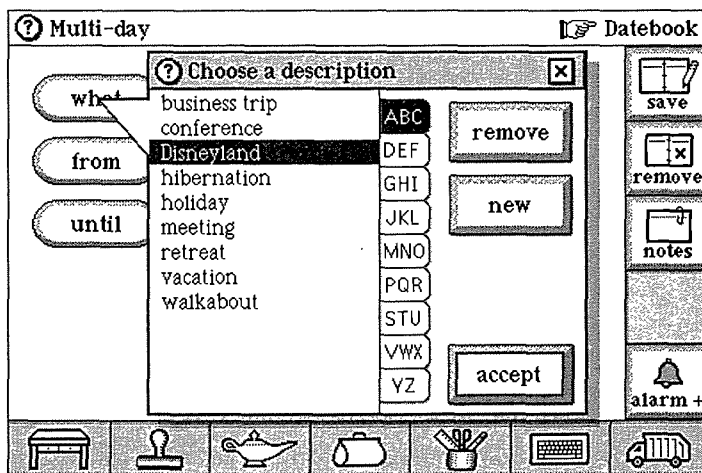 ? Multi-day
Datebook
? Choose a description
what
from
until
business trip
conference
Disneyland
hibernation
holiday
meeting
retreat
vacation
walkabout
ABC
DEF
GHI
JKL
MNO
PQR
STU
VWX
YZ
remove
new
accept
save
remove
notes
alarm +